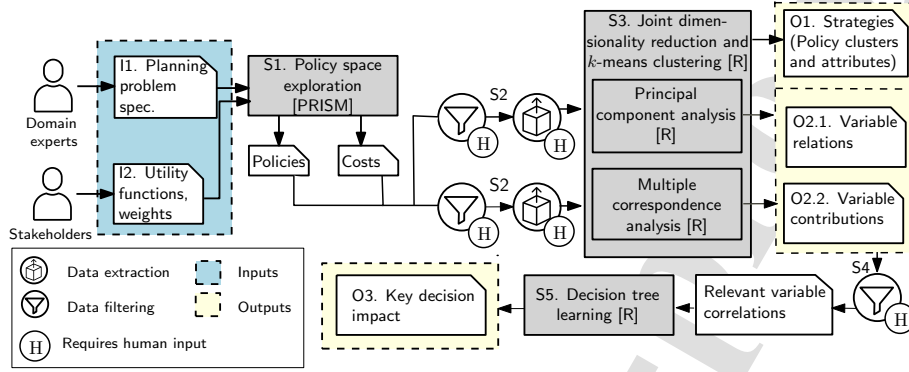 I1. Planning
problem
spec.
Domain
experts
I2. Utility
functions,
weights
Stakeholders
S1. Policy space
exploration
[PRISM]
Policies
Costs
S2
H
H
S2
H
H
S3. Joint dimen-
sionality reduction and
k-means clustering [R]
Principal
component analysis
[R]
Multiple
correspondence
analysis [R]
O1. Strategies
(Policy clusters
and attributes)
O2.1. Variable
relations
O2.2. Variable
contributions
S4
H
Relevant variable
correlations
S5. Decision tree
learning [R]
O3. Key decision
impact
Data extraction
Data filtering
H
Requires human input
Inputs
Outputs